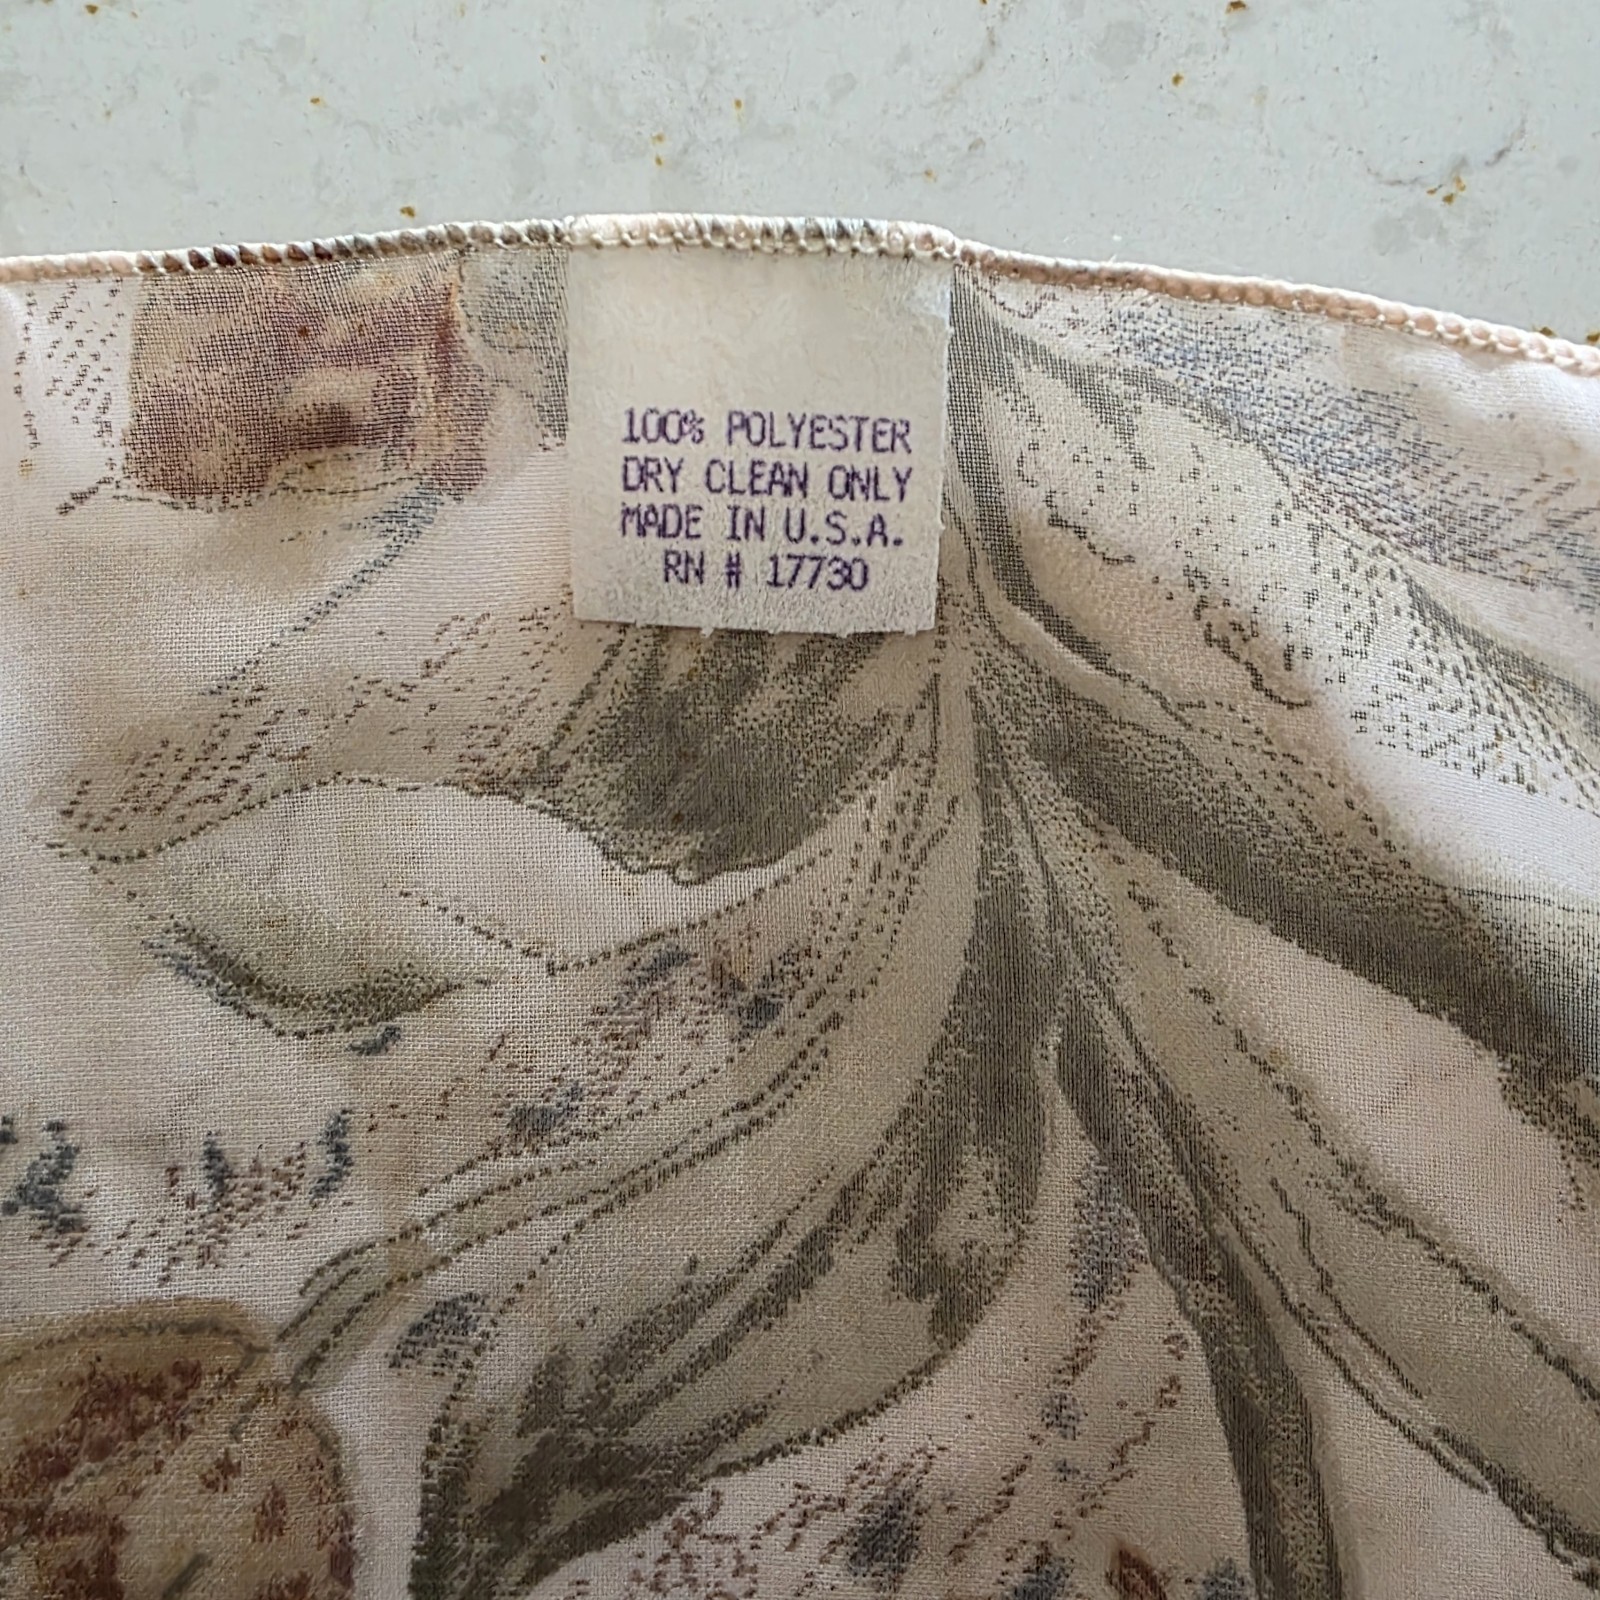 100% POLYESTER
DRY CLEAN ONLY
MADE IN U.S.A.
RN # 17730